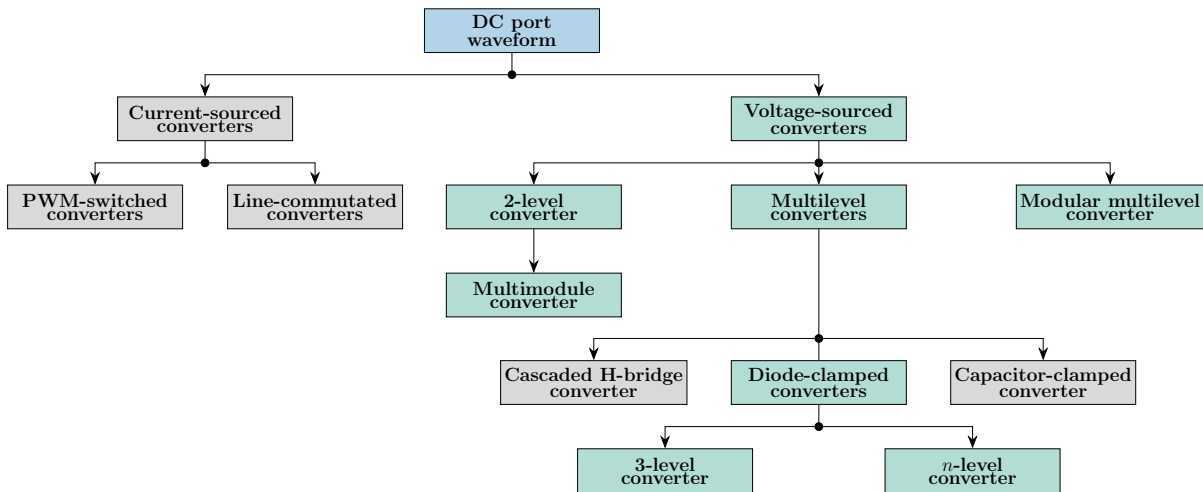 DC port
waveform
Current-sourced
converters
Voltage-sourced
converters
PWM-switched
converters
Line-commutated
converters
2-level
converter
Multilevel
converters
Modular multilevel
converter
Multimodule
converter
Cascaded H-bridge
converter
Diode-clamped
converters
Capacitor-clamped
converter
3-level
converter
n-level
converter